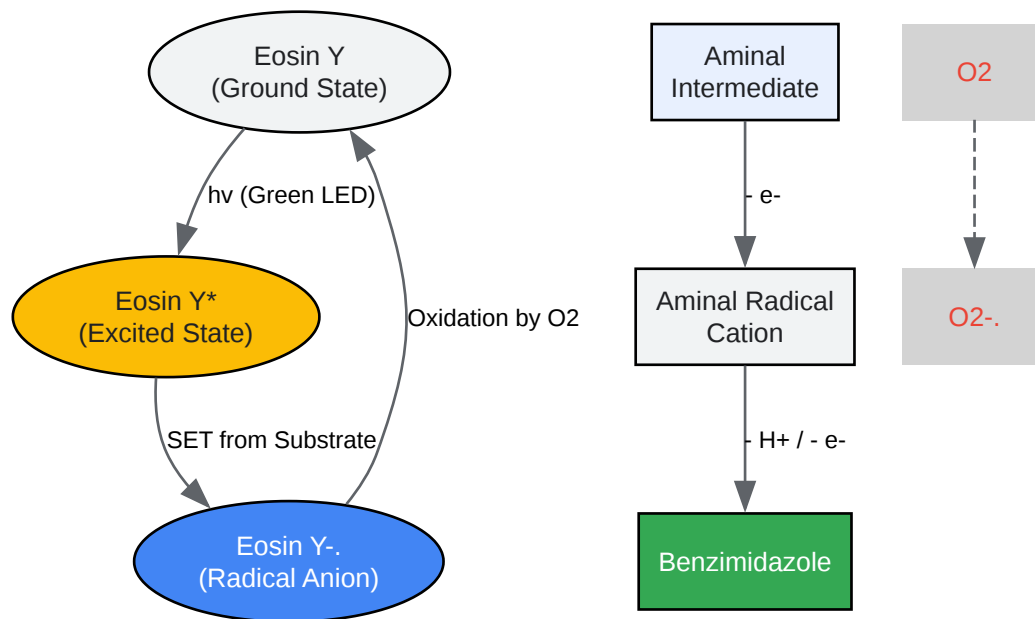 Eosin Y
(Ground State)
Aminal
Intermediate
O2
hv (Green LED)
- e-
Eosin Y*
(Excited State)
Oxidation by O2
Aminal Radical
Cation
O2-.
SET from Substrate
- H+ / - e-
Eosin Y-.
(Radical Anion)
Benzimidazole